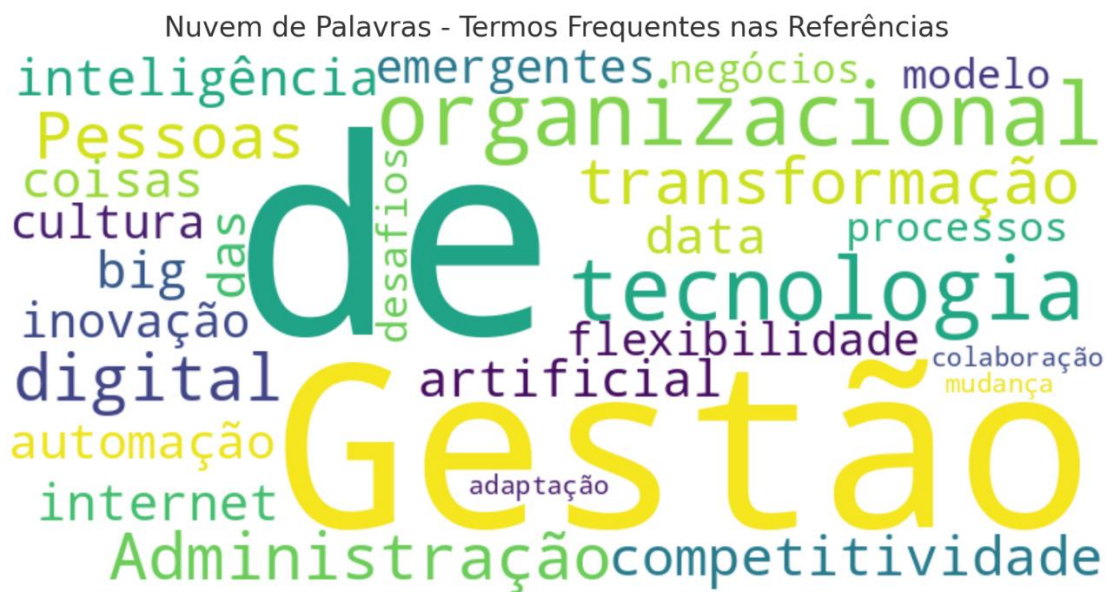 Nuvem de Palavras - Termos Frequentes nas Referências
inteligência
emergentes
negócios
modelo
organizacional
Pessoas
de
desafios
transformação
coisas
cultura
das
data
processos
big
tecnologia
inovação
flexibilidade
colaboração
digital
artificial
mudança
Gestão
automação
adaptação
internet
Administração
competitividade